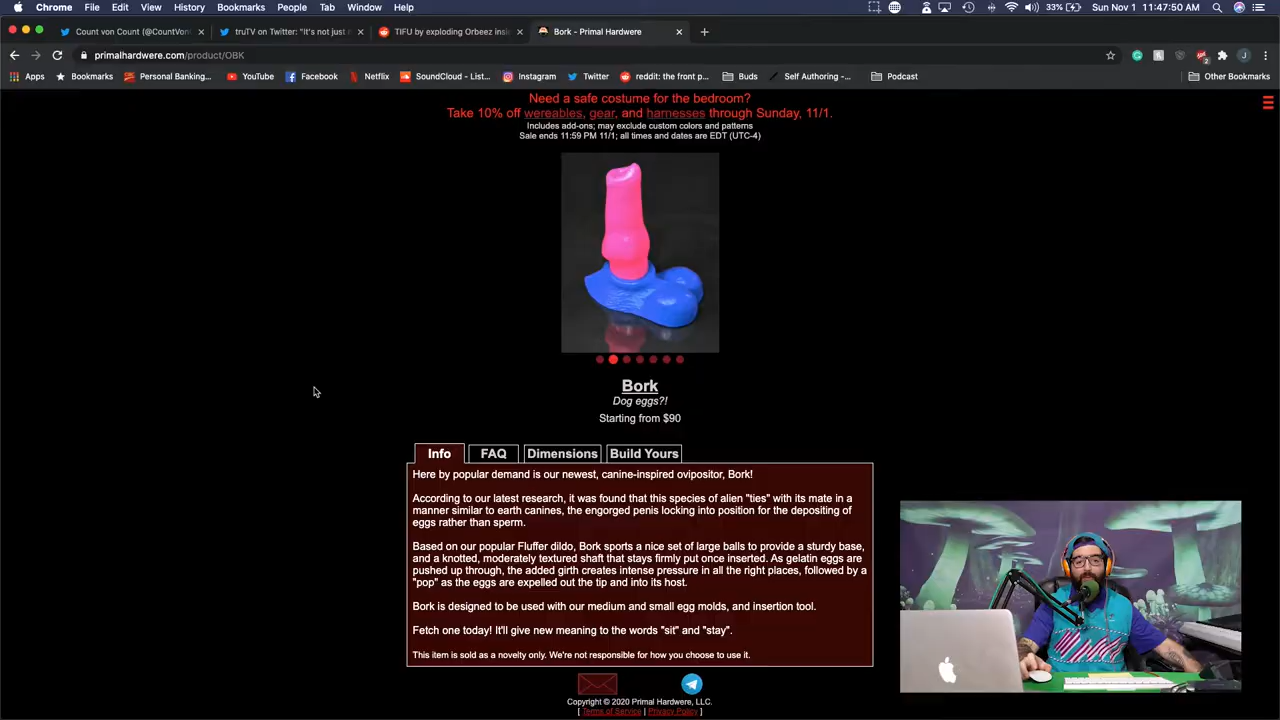 Chrome File Edit View History Bookmarks People Tab Window Help 33% Sun Nov 1 11:47:50 AM
Count von Count (@CountVonC truTV on Twitter: "It's not just a TIFU by exploding Orbeez insid Bork - Primal Hardwere
primalhardwere.com/product/OBK
Apps Bookmarks Personal Banking... YouTube Facebook Netflix SoundCloud - List... Instagram Twitter reddit: the front p... Buds Self Authoring -... Podcast Other Bookmarks
Need a safe costume for the bedroom?
Take 10% off wereables, gear, and harnesses through Sunday, 11/1.
Includes add-ons; may exclude custom colors and patterns
Sale ends 11:59 PM 11/1; all times and dates are EDT (UTC-4)
Bork
Dog eggs?!
Starting from $90
Info FAQ Dimensions Build Yours
Here by popular demand is our newest, canine-inspired ovipositor, Bork!
According to our latest research, it was found that this species of alien "ties" with its mate in a
manner similar to earth canines, the engorged penis locking into position for the depositing of
eggs rather than sperm.
Based on our popular Fluffer dildo, Bork sports a nice set of large balls to provide a sturdy base,
and a knotted, moderately textured shaft that stays firmly put once inserted. As gelatin eggs are
pushed up through, the added girth creates intense pressure in all the right places, followed by a
"pop" as the eggs are expelled out the tip and into its host.
Bork is designed to be used with our medium and small egg molds, and insertion tool.
Fetch one today! It'll give new meaning to the words "sit" and "stay".
This item is sold as a novelty only. We're not responsible for how you choose to use it.
Copyright © 2020 Primal Hardwere, LLC.
[ Terms of Service | Privacy Policy ]